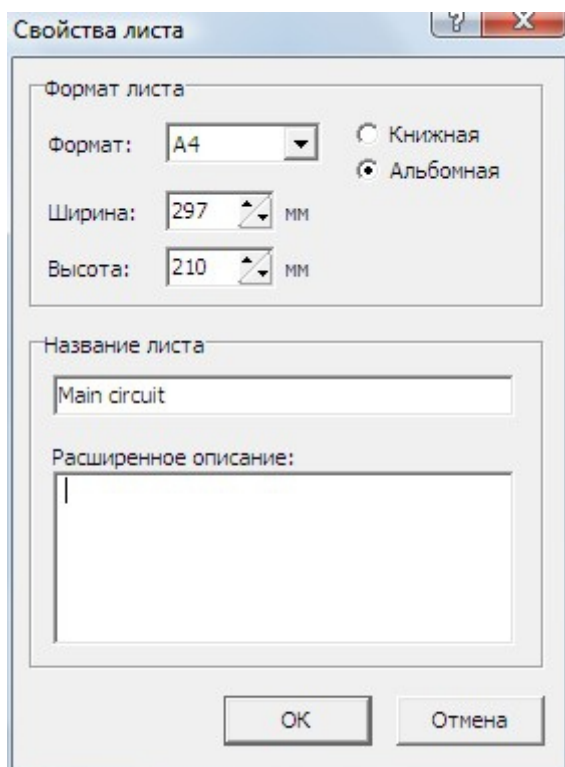 Свойства листа
?
Формат листа
Формат: A4
Книжная
Альбомная
Ширина: 297 мм
Высота: 210 мм
Название листа
Main circuit
Расширенное описание:
OK Отмена